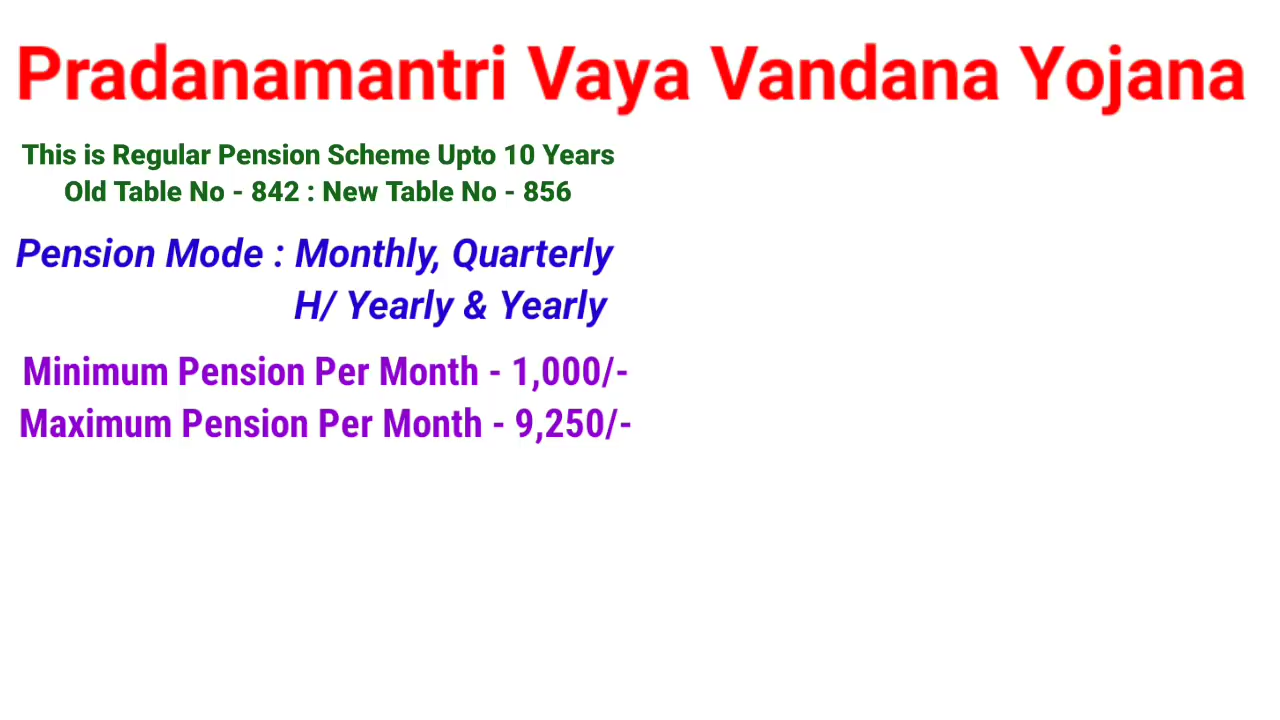 Pradanamantri Vaya Vandana Yojana
This is Regular Pension Scheme Upto 10 Years
Old Table No - 842 : New Table No - 856
Pension Mode : Monthly, Quarterly
H/ Yearly & Yearly
Minimum Pension Per Month - 1,000/-
Maximum Pension Per Month - 9,250/-